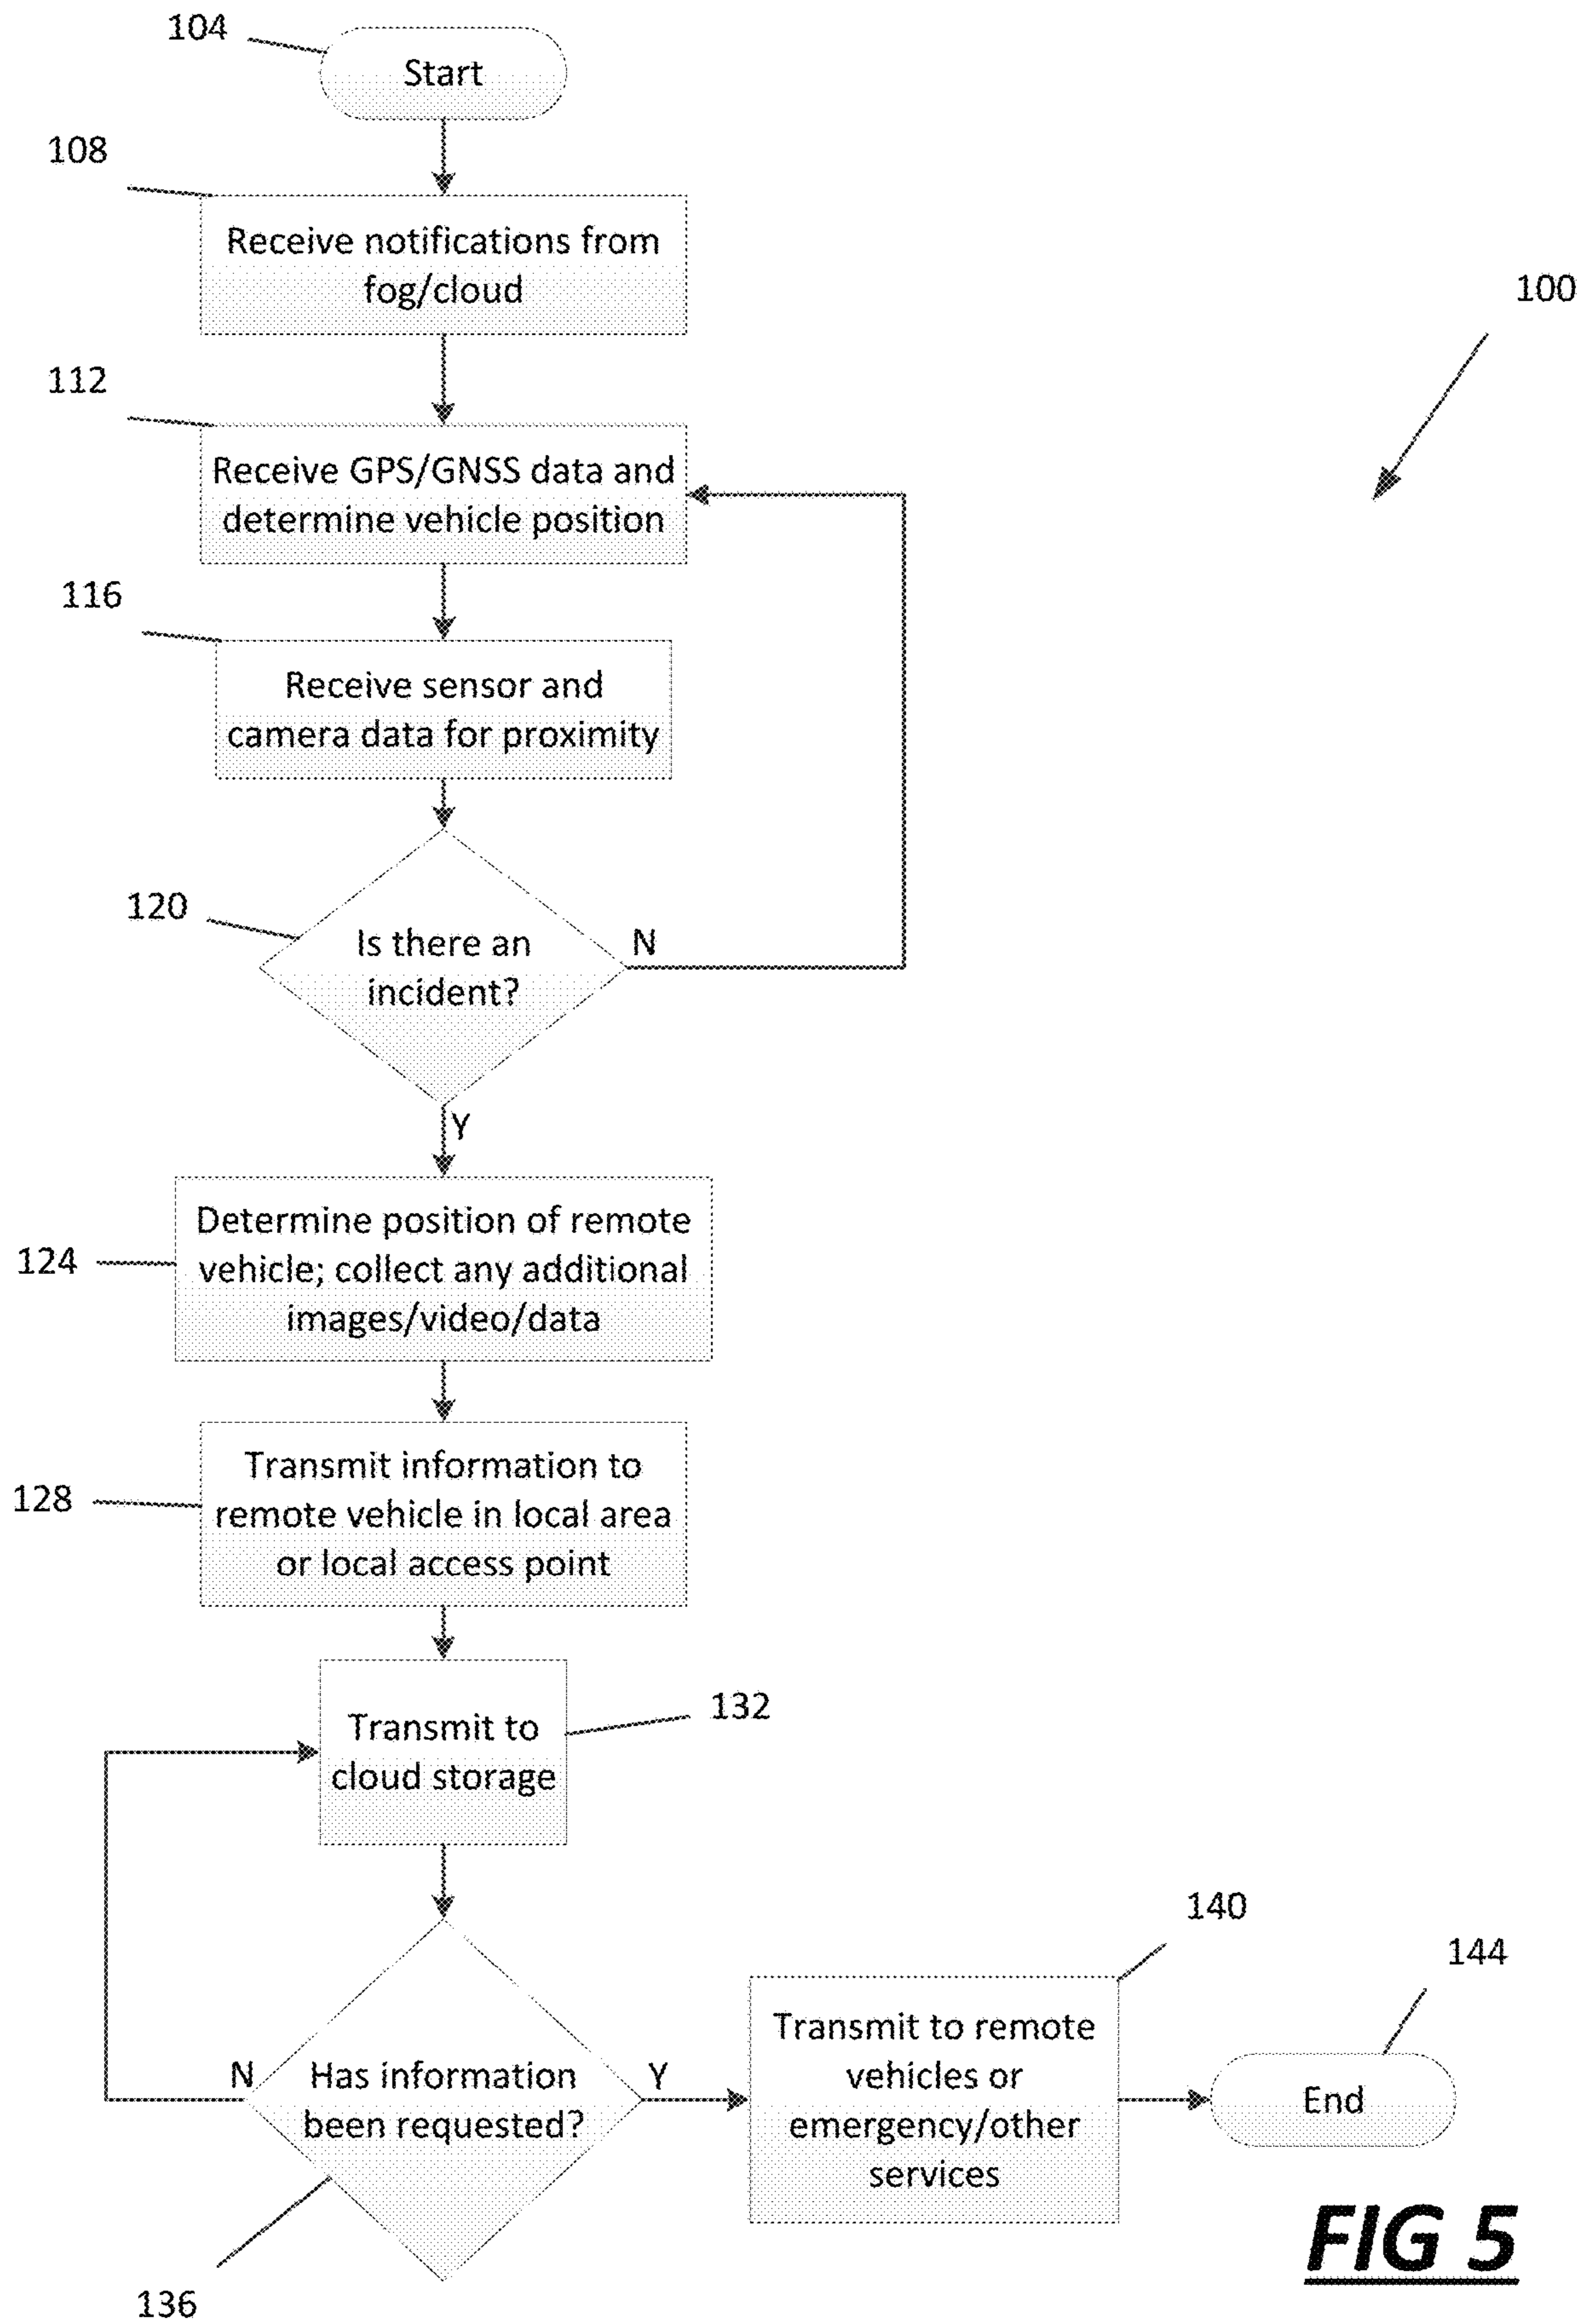 104
Start
108
Receive notifications from
fog/cloud
100
112
Receive GPS/GNSS data and
determine vehicle position
116
Receive sensor and
camera data for proximity
120
Is there an
incident?
N
Y
124
Determine position of remote
vehicle; collect any additional
images/video/data
128
Transmit information to
remote vehicle in local area
or local access point
132
Transmit to
cloud storage
136
Has information
been requested?
N
Y
140
Transmit to remote
vehicles or
emergency/other
services
144
End
FIG 5